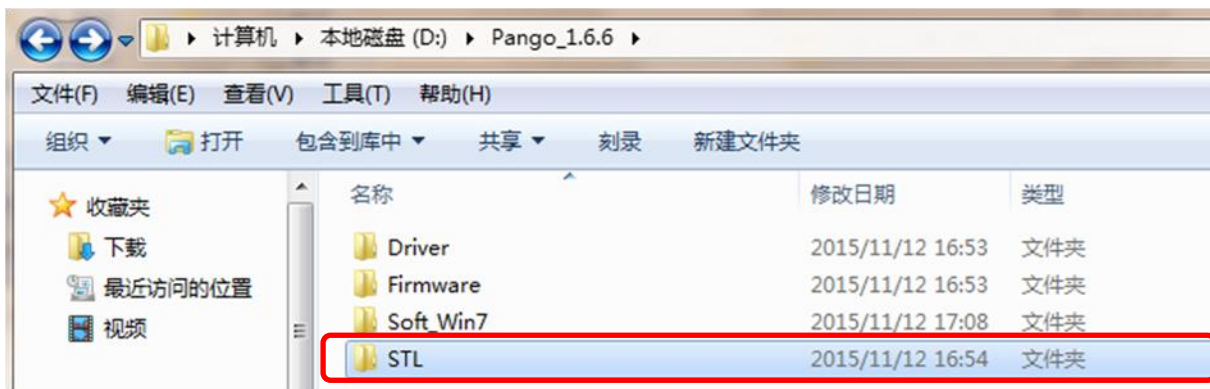 计算机 本地磁盘 (D:) Pango_1.6.6
文件(F) 编辑(E) 查看(V) 工具(T) 帮助(H)
组织 打开 包含到库中 共享 刻录 新建文件夹
收藏夹
下载
最近访问的位置
视频
名称 修改日期 类型
Driver 2015/11/12 16:53 文件夹
Firmware 2015/11/12 16:53 文件夹
Soft_Win7 2015/11/12 17:08 文件夹
STL 2015/11/12 16:54 文件夹